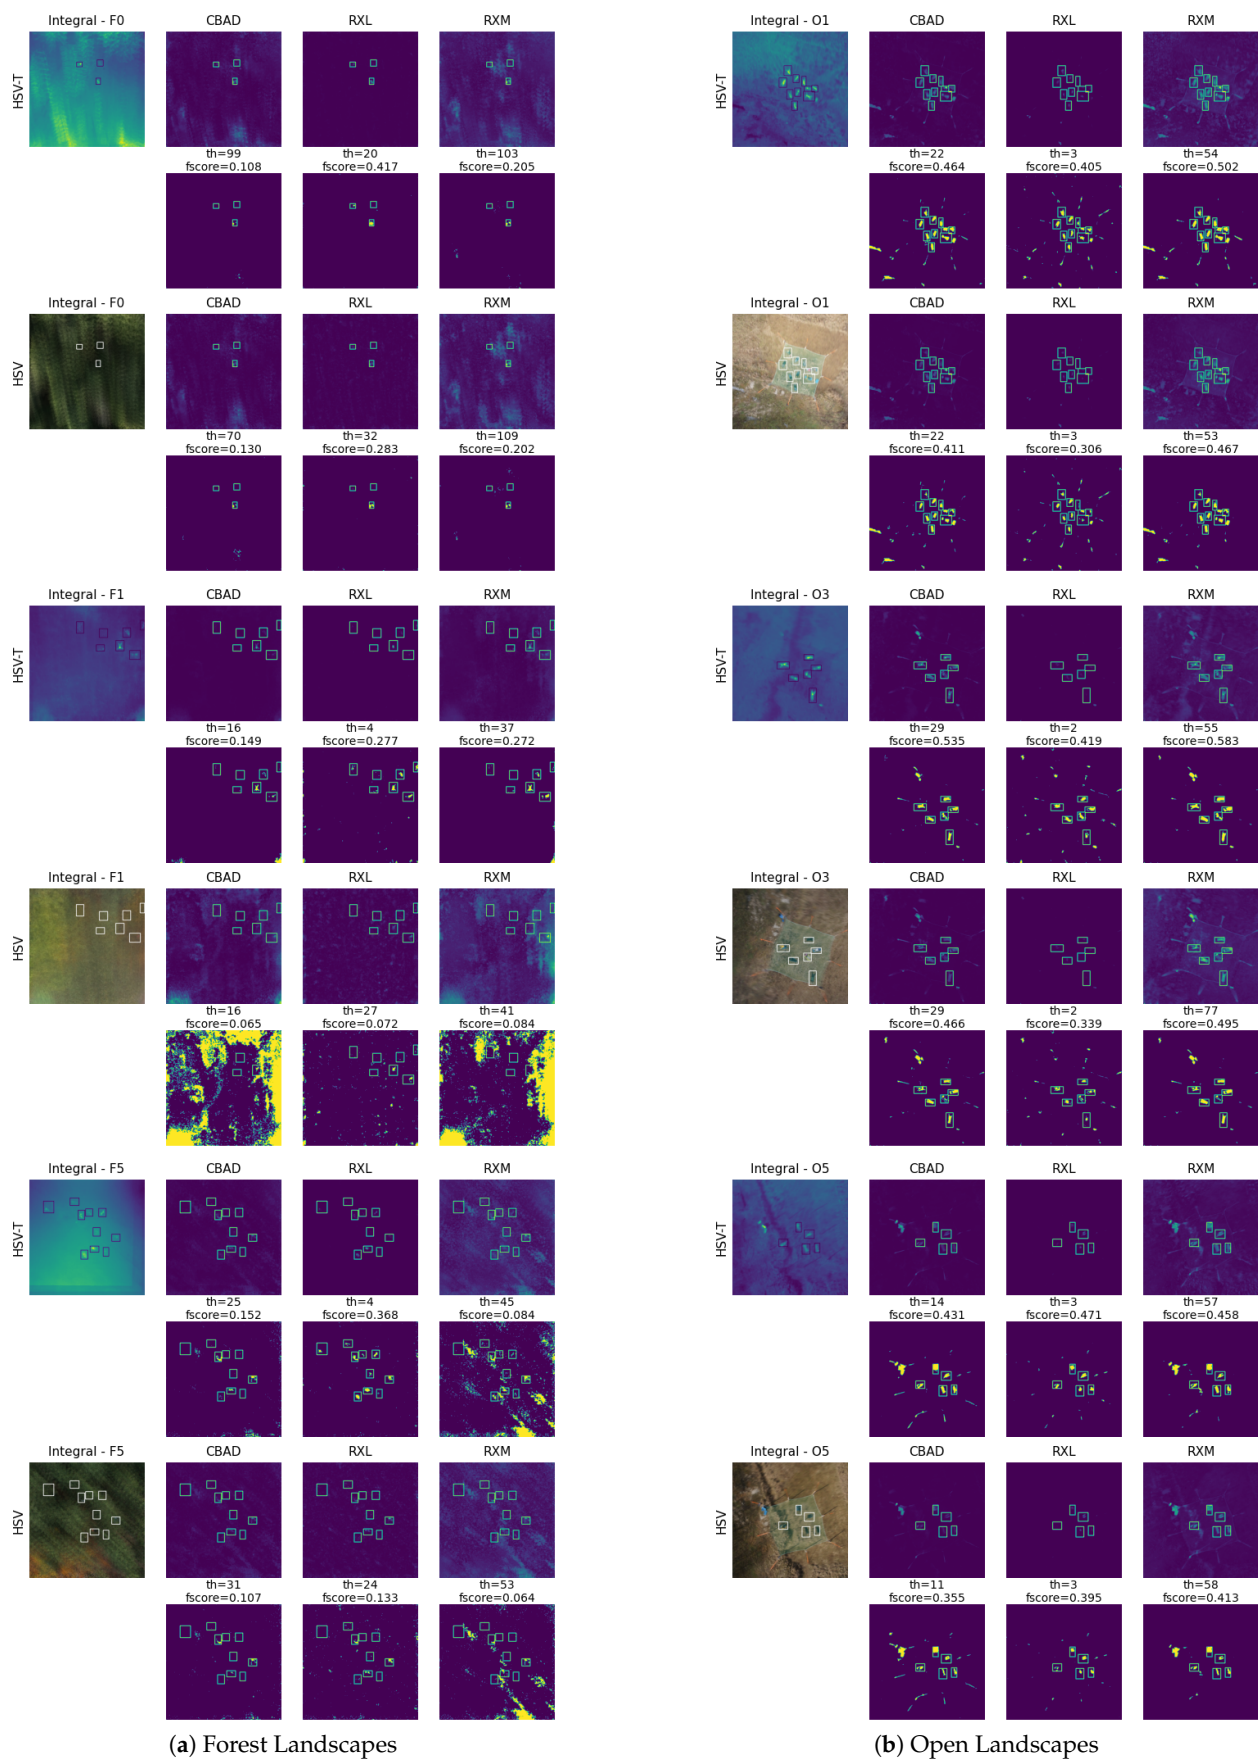 Integral - F0 CBAD RXL RXM
HSV-T
th=99 th=20 th=103
fscore=0.108 fscore=0.417 fscore=0.205
Integral - F0 CBAD RXL RXM
HSV
th=70 th=32 th=109
fscore=0.130 fscore=0.283 fscore=0.202
Integral - F1 CBAD RXL RXM
HSV-T
th=16 th=4 th=37
fscore=0.149 fscore=0.277 fscore=0.272
Integral - F1 CBAD RXL RXM
HSV
th=16 th=27 th=41
fscore=0.065 fscore=0.072 fscore=0.084
Integral - F5 CBAD RXL RXM
HSV-T
th=25 th=4 th=45
fscore=0.152 fscore=0.368 fscore=0.084
Integral - F5 CBAD RXL RXM
HSV
th=31 th=24 th=53
fscore=0.107 fscore=0.133 fscore=0.064
(a) Forest Landscapes
Integral - O1 CBAD RXL RXM
HSV-T
th=22 th=3 th=54
fscore=0.464 fscore=0.405 fscore=0.502
Integral - O1 CBAD RXL RXM
HSV
th=22 th=3 th=53
fscore=0.411 fscore=0.306 fscore=0.467
Integral - O3 CBAD RXL RXM
HSV-T
th=29 th=2 th=55
fscore=0.535 fscore=0.419 fscore=0.583
Integral - O3 CBAD RXL RXM
HSV
th=29 th=2 th=77
fscore=0.466 fscore=0.339 fscore=0.495
Integral - O5 CBAD RXL RXM
HSV-T
th=14 th=3 th=57
fscore=0.431 fscore=0.471 fscore=0.458
Integral - O5 CBAD RXL RXM
HSV
th=11 th=3 th=58
fscore=0.355 fscore=0.395 fscore=0.413
(b) Open Landscapes